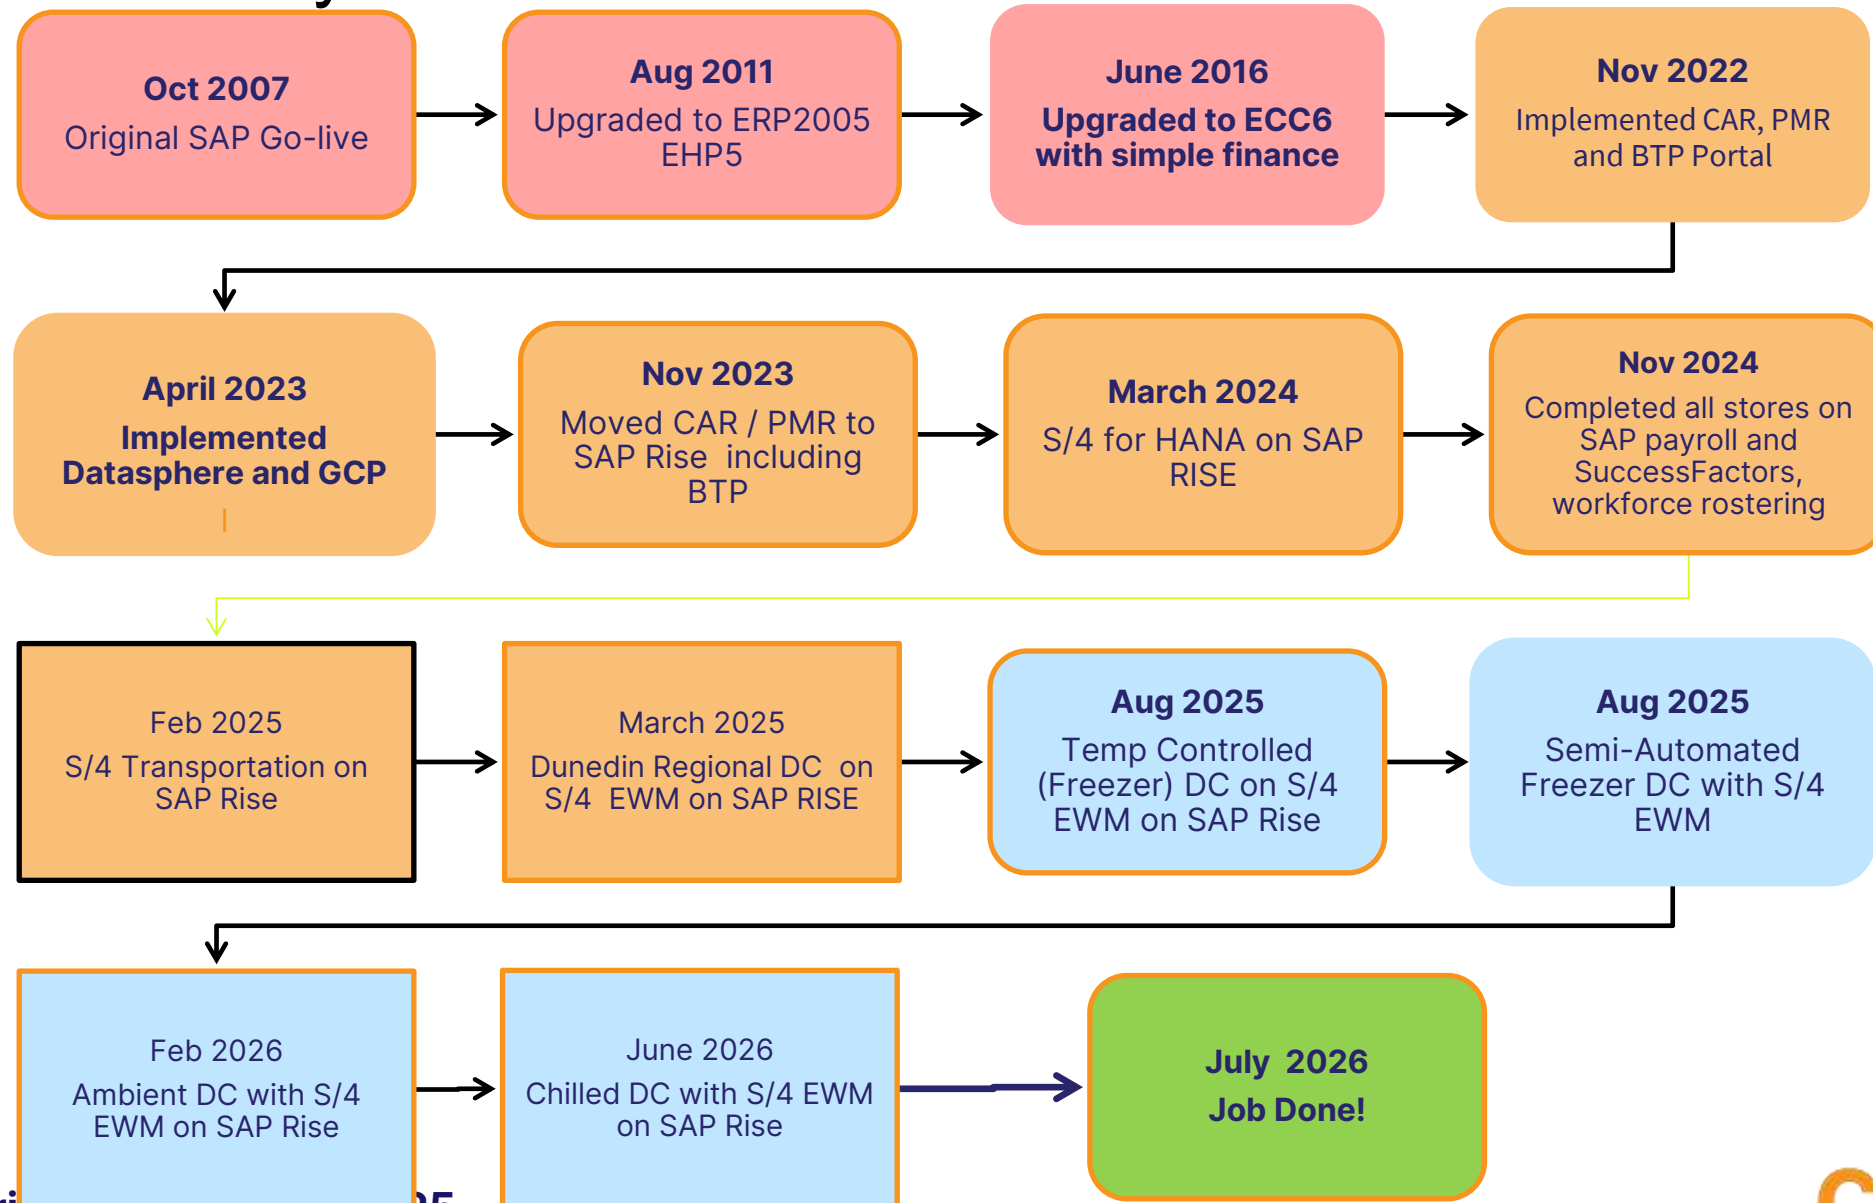 Oct 2007
Original SAP Go-live
Aug 2011
Upgraded to ERP2005
EHP5
June 2016
Upgraded to ECC6
with simple finance
Nov 2022
Implemented CAR, PMR
and BTP Portal
April 2023
Implemented
Datasphere and GCP
Nov 2023
Moved CAR / PMR to
SAP Rise including
BTP
March 2024
S/4 for HANA on SAP
RISE
Nov 2024
Completed all stores on
SAP payroll and
SuccessFactors,
workforce rostering
Feb 2025
S/4 Transportation on
SAP Rise
March 2025
Dunedin Regional DC on
S/4 EWM on SAP RISE
Aug 2025
Temp Controlled
(Freezer) DC on S/4
EWM on SAP Rise
Aug 2025
Semi-Automated
Freezer DC with S/4
EWM
Feb 2026
Ambient DC with S/4
EWM on SAP Rise
June 2026
Chilled DC with S/4 EWM
on SAP Rise
July 2026
Job Done!